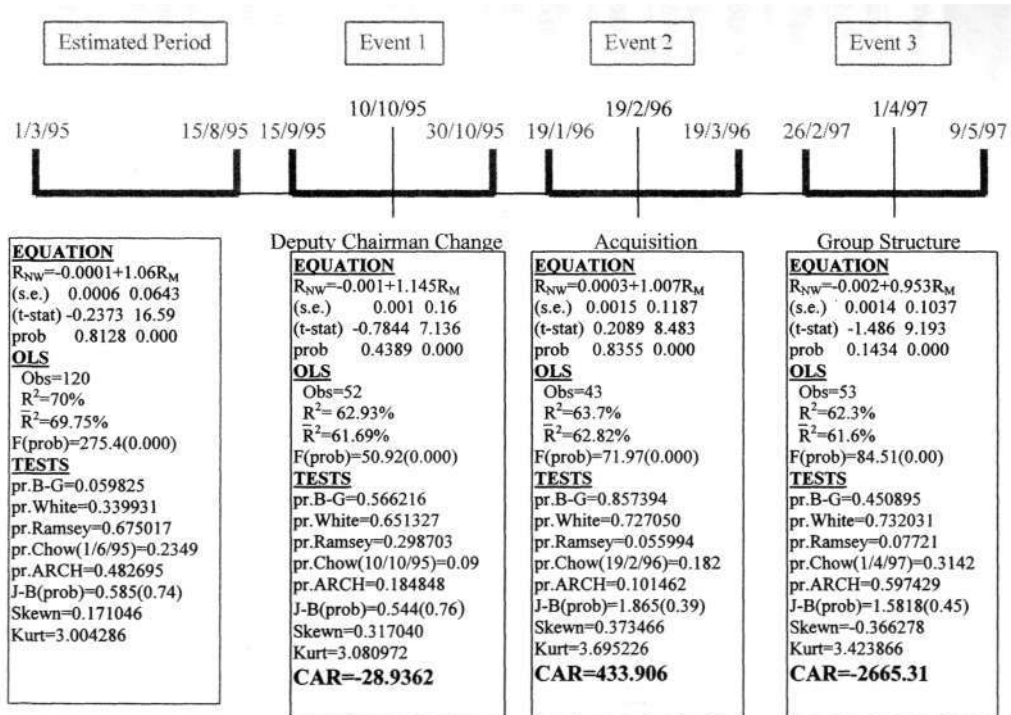 Estimated Period
Event 1
Event 2
Event 3
10/10/95
19/2/96
1/4/97
1/3/95
15/8/95
15/9/95
30/10/95
19/1/96
19/3/96
26/2/97
9/5/97
EQUATION
R_NW=-0.0001+1.06R_M
(s.e.) 0.0006 0.0643
(t-stat) -0.2373 16.59
prob 0.8128 0.000
OLS
Obs=120
R²=70%
R̅²=69.75%
F(prob)=275.4(0.000)
TESTS
pr.B-G=0.059825
pr.White=0.339931
pr.Ramsey=0.675017
pr.Chow(1/6/95)=0.2349
pr.ARCH=0.482695
J-B(prob)=0.585(0.74)
Skewn=0.171046
Kurt=3.004286
Deputy Chairman Change
EQUATION
R_NW=-0.001+1.145R_M
(s.e.) 0.001 0.16
(t-stat) -0.7844 7.136
prob 0.4389 0.000
OLS
Obs=52
R²= 62.93%
R̅²=61.69%
F(prob)=50.92(0.000)
TESTS
pr.B-G=0.566216
pr.White=0.651327
pr.Ramsey=0.298703
pr.Chow(10/10/95)=0.09
pr.ARCH=0.184848
J-B(prob)=0.544(0.76)
Skewn=0.317040
Kurt=3.080972
CAR=-28.9362
Acquisition
EQUATION
R_NW=0.0003+1.007R_M
(s.e.) 0.0015 0.1187
(t-stat) 0.2089 8.483
prob 0.8355 0.000
OLS
Obs=43
R²=63.7%
R̅²=62.82%
F(prob)=71.97(0.000)
TESTS
pr.B-G=0.857394
pr.White=0.727050
pr.Ramsey=0.055994
pr.Chow(19/2/96)=0.182
pr.ARCH=0.101462
J-B(prob)=1.865(0.39)
Skewn=0.373466
Kurt=3.695226
CAR=433.906
Group Structure
EQUATION
R_NW=-0.002+0.953R_M
(s.e.) 0.0014 0.1037
(t-stat) -1.486 9.193
prob 0.1434 0.000
OLS
Obs=53
R²=62.3%
R̅²=61.6%
F(prob)=84.51(0.00)
TESTS
pr.B-G=0.450895
pr.White=0.732031
pr.Ramsey=0.07721
pr.Chow(1/4/97)=0.3142
pr.ARCH=0.597429
J-B(prob)=1.5818(0.45)
Skewn=-0.366278
Kurt=3.423866
CAR=-2665.31